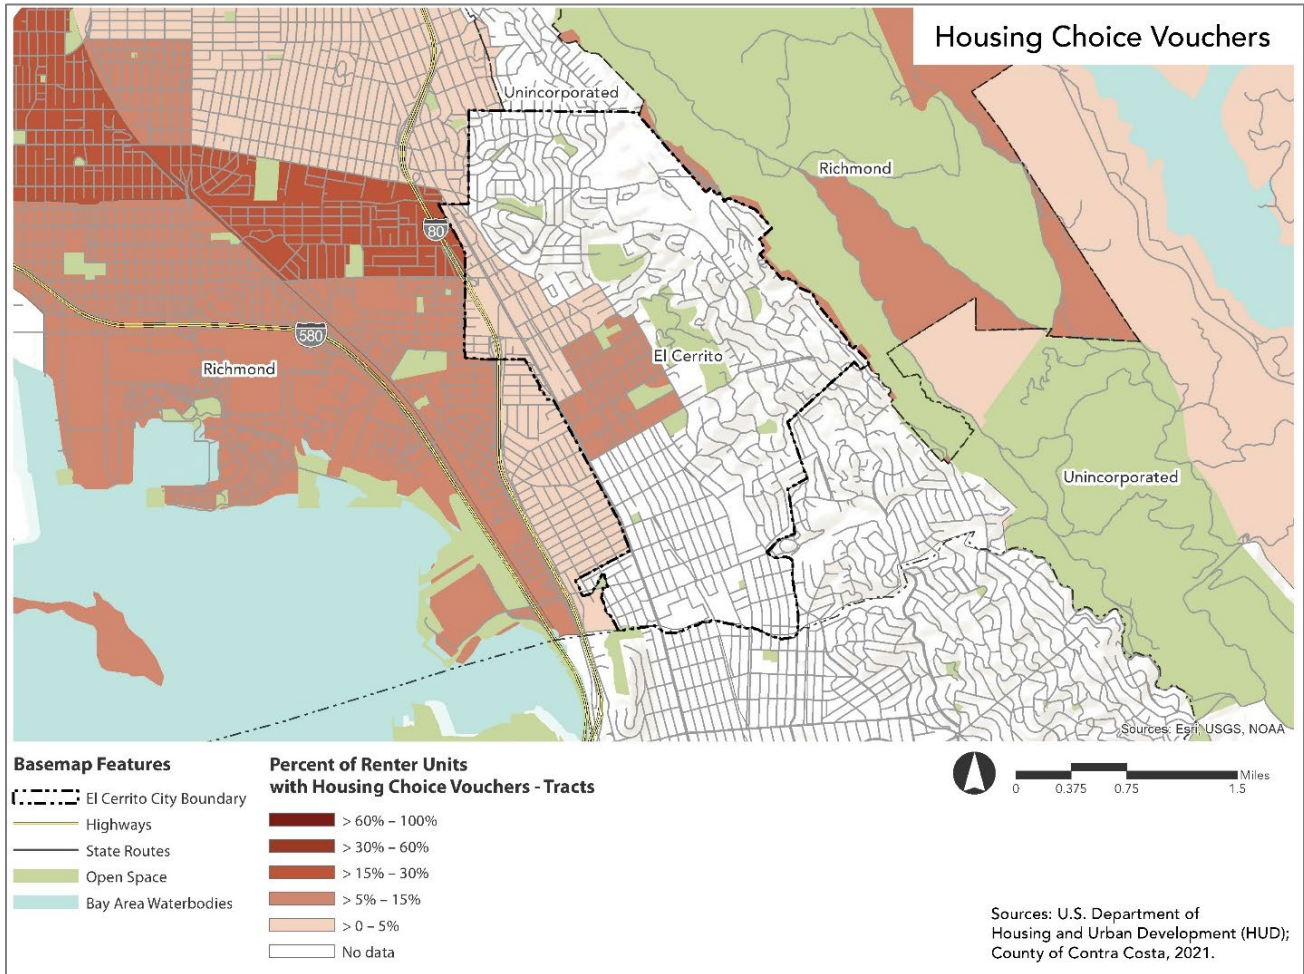 Housing Choice Vouchers
Unincorporated
Richmond
80
580
Richmond
El Cerrito
Unincorporated
Sources: Esri, USGS, NOAA
Basemap Features
El Cerrito City Boundary
Highways
State Routes
Open Space
Bay Area Waterbodies
Percent of Renter Units
with Housing Choice Vouchers - Tracts
> 60% – 100%
> 30% – 60%
> 15% – 30%
> 5% – 15%
> 0 – 5%
No data
Miles
0 0.375 0.75 1.5
Sources: U.S. Department of
Housing and Urban Development (HUD);
County of Contra Costa, 2021.